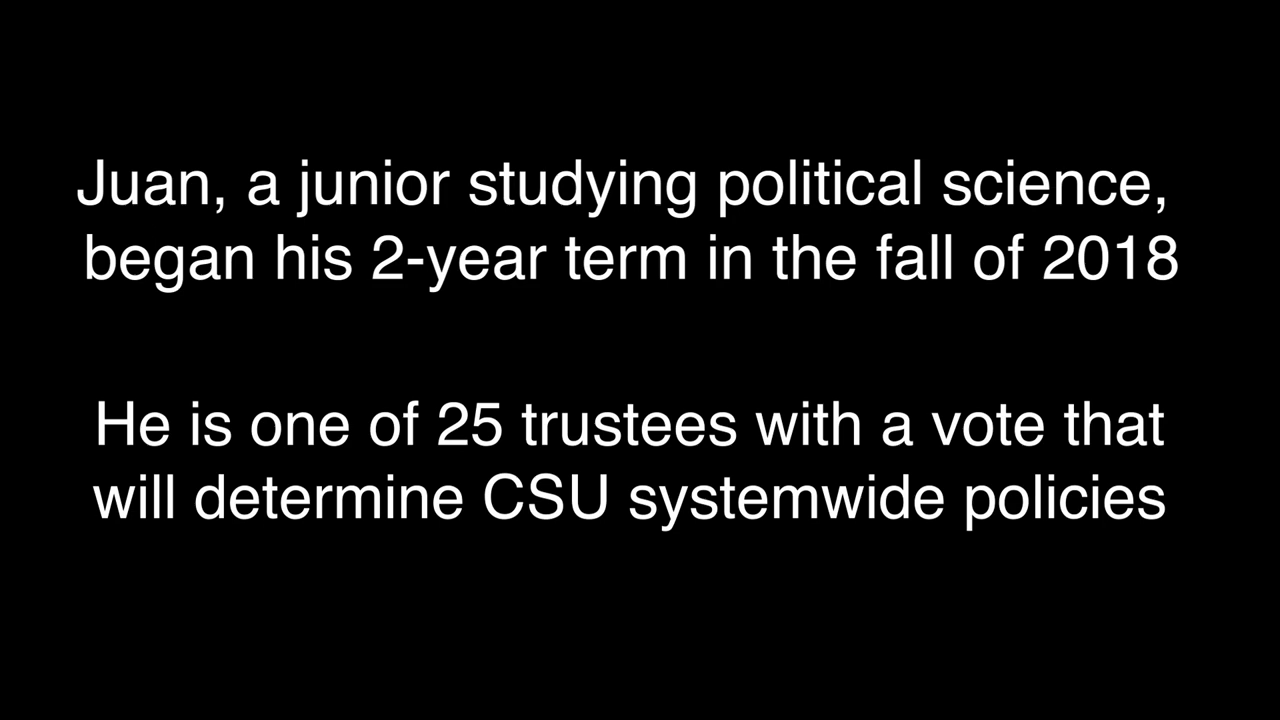 Juan, a junior studying political science,
began his 2-year term in the fall of 2018
He is one of 25 trustees with a vote that
will determine CSU systemwide policies